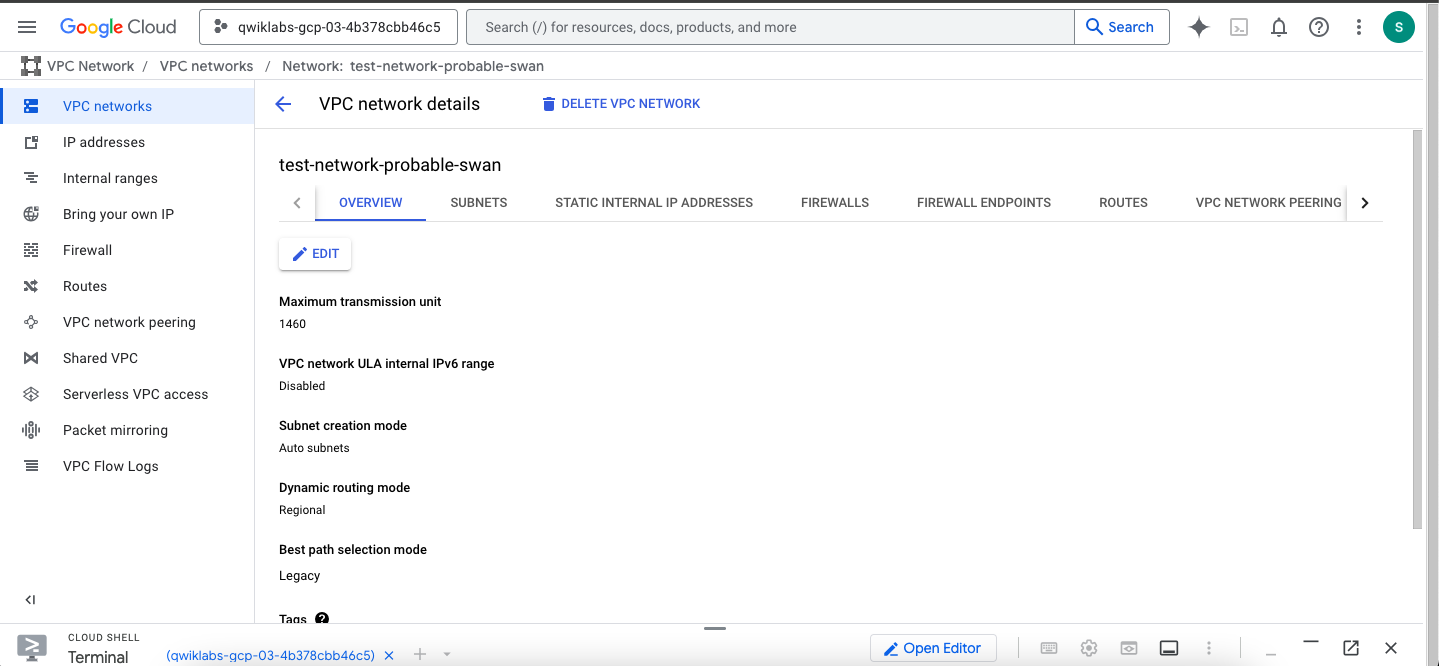 Google Cloud
qwiklabs-gcp-03-4b378cbb46c5
Search (/) for resources, docs, products, and more
Search
S
VPC Network / VPC networks / Network: test-network-probable-swan
VPC networks
IP addresses
Internal ranges
Bring your own IP
Firewall
Routes
VPC network peering
Shared VPC
Serverless VPC access
Packet mirroring
VPC Flow Logs
VPC network details
DELETE VPC NETWORK
test-network-probable-swan
OVERVIEW
SUBNETS
STATIC INTERNAL IP ADDRESSES
FIREWALLS
FIREWALL ENDPOINTS
ROUTES
VPC NETWORK PEERING
EDIT
Maximum transmission unit
1460
VPC network ULA internal IPv6 range
Disabled
Subnet creation mode
Auto subnets
Dynamic routing mode
Regional
Best path selection mode
Legacy
Tags
CLOUD SHELL
Terminal
(qwiklabs-gcp-03-4b378cbb46c5)
Open Editor